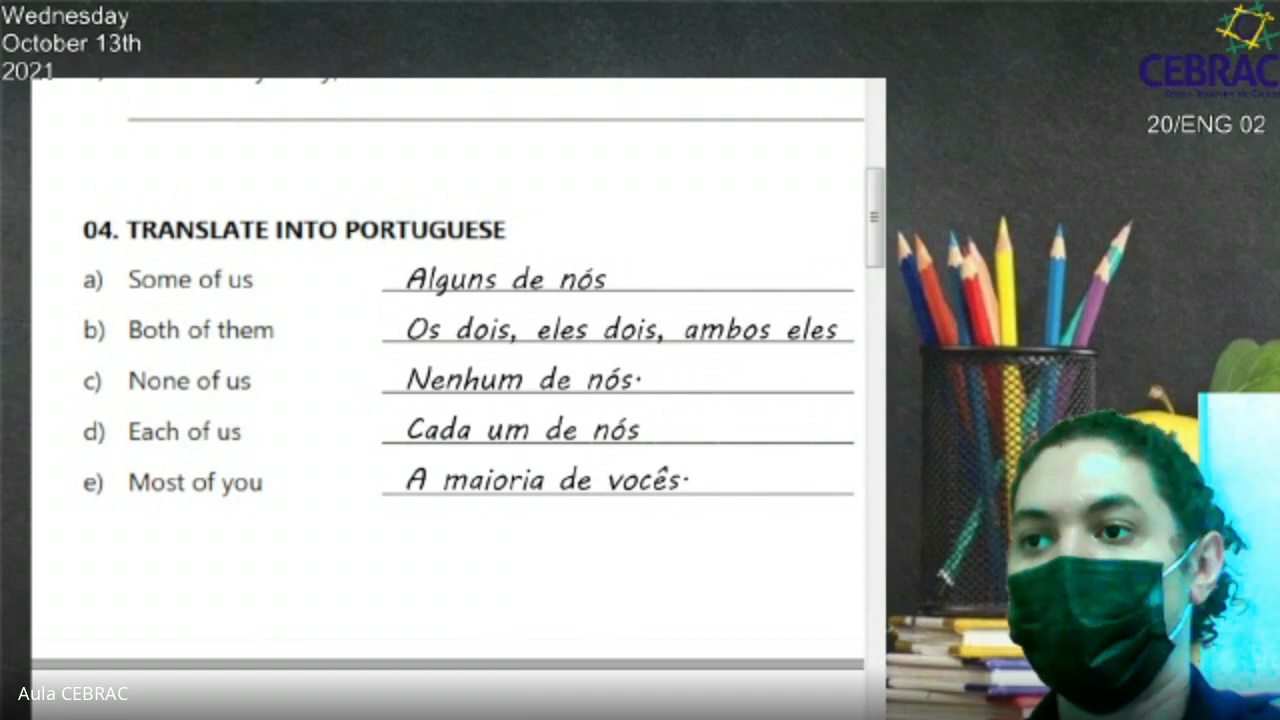 Wednesday
October 13th
2021
CEBRAC
20/ENG 02
04. TRANSLATE INTO PORTUGUESE
a) Some of us Alguns de nós
b) Both of them Os dois, eles dois, ambos eles
c) None of us Nenhum de nós.
d) Each of us Cada um de nós
e) Most of you A maioria de vocês.
Aula CEBRAC